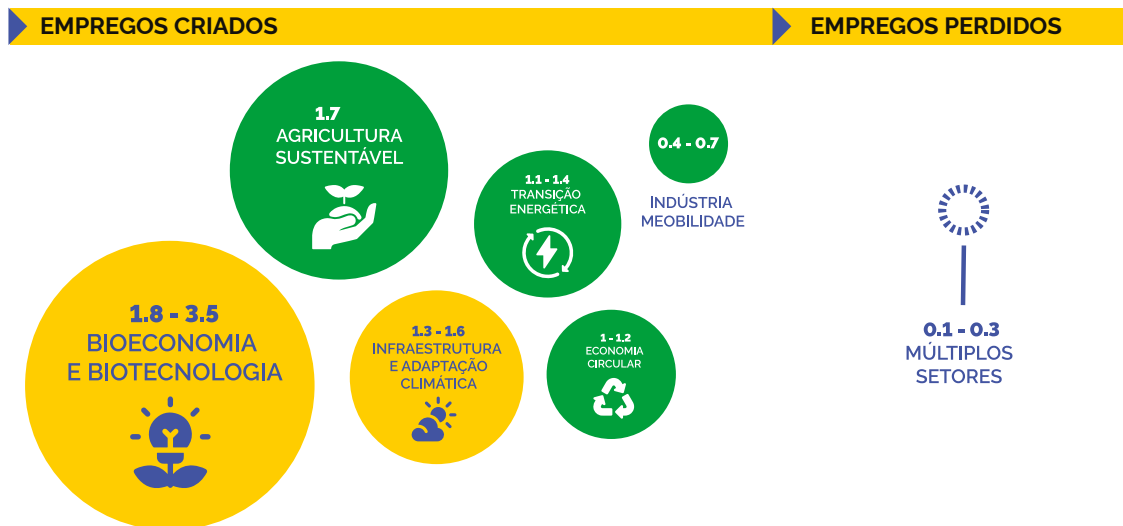 EMPREGOS CRIADOS
EMPREGOS PERDIDOS
1.7
AGRICULTURA
SUSTENTÁVEL
0.4 - 0.7
INDÚSTRIA
MEOBILIDADE
1.1 - 1.4
TRANSIÇÃO
ENERGÉTICA
1.8 - 3.5
BIOECONOMIA
E BIOTECNOLOGIA
1.3 - 1.6
INFRAESTRUTURA
E ADAPTAÇÃO
CLIMÁTICA
1 - 1.2
ECONOMIA
CIRCULAR
0.1 - 0.3
MÚLTIPLOS
SETORES